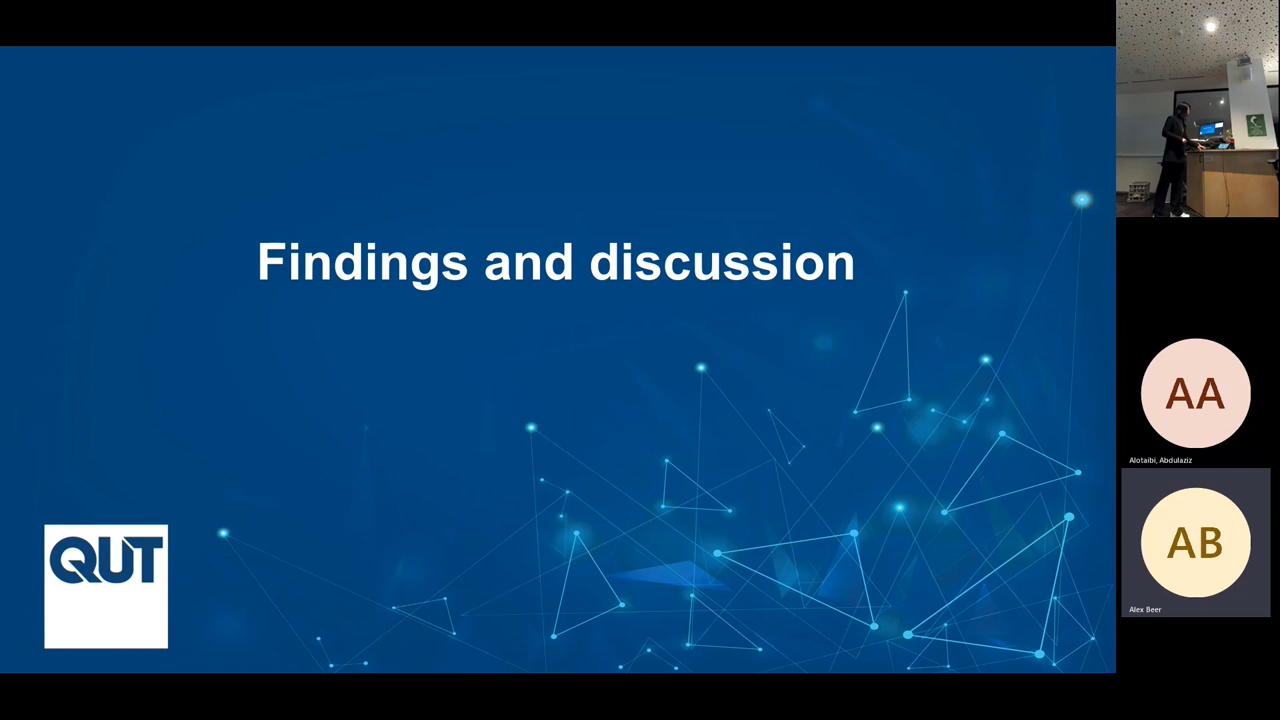 Findings and discussion
QUT
AA
Alotaibi, Abdulaziz
AB
Alex Beer